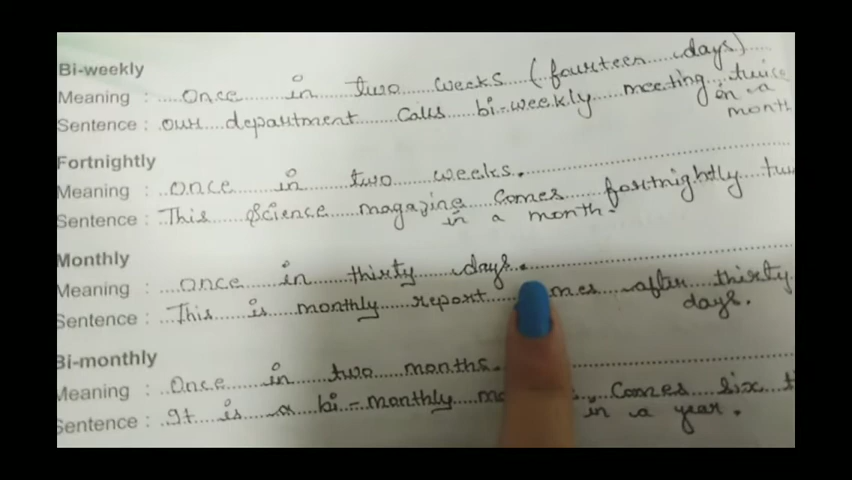 Bi-weekly
Meaning : once in two weeks (fourteen days)
Sentence : our department calls bi-weekly meeting twice
in a
month
Fortnightly
Meaning : once in two weeks.
Sentence : This science magazine comes fortnightly
in a month.
Monthly
Meaning : once in thirty days.
Sentence : This is monthly report after thirty
days.
Bi-monthly
Meaning : Once in two months.
Sentence : It is a bi-monthly comes six
in a year.